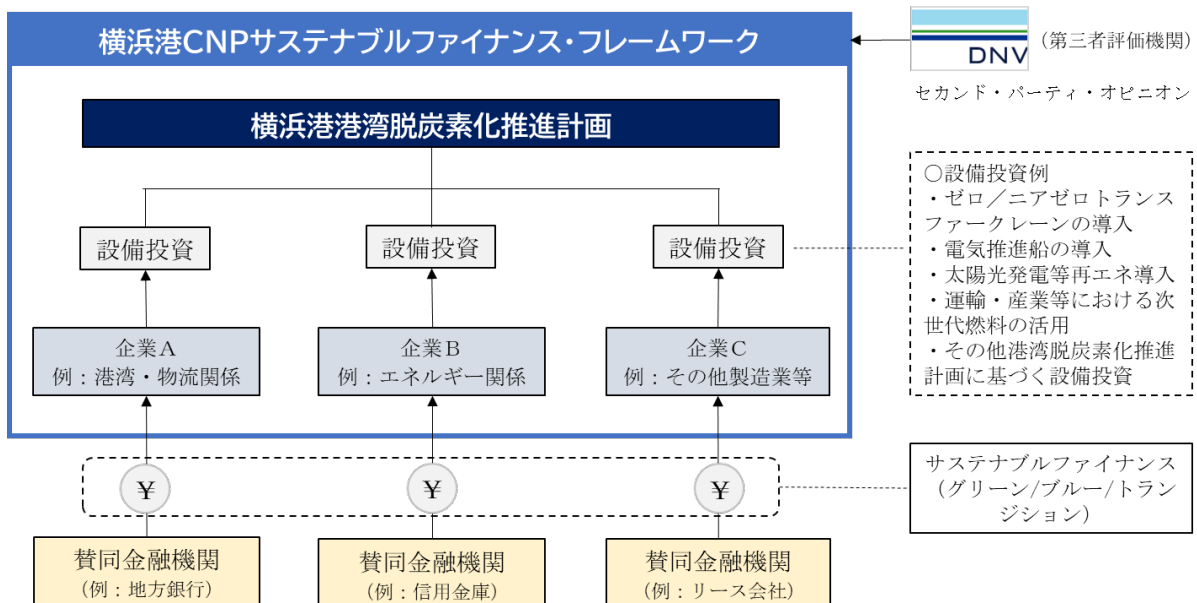 横浜港CNPサステナブルファイナンス・フレームワーク
DNV
（第三者評価機関）
セカンド・パーティ・オピニオン
横浜港港湾脱炭素化推進計画
設備投資
設備投資
設備投資
○設備投資例
・ゼロ／ニアゼロトランス
ファークレーンの導入
・電気推進船の導入
・太陽光発電等再エネ導入
・運輸・産業等における次
世代燃料の活用
・その他港湾脱炭素化推進
計画に基づく設備投資
企業A
例：港湾・物流関係
企業B
例：エネルギー関係
企業C
例：その他製造業等
¥
¥
¥
サステナブルファイナンス
（グリーン/ブルー/トラン
ジション）
賛同金融機関
（例：地方銀行）
賛同金融機関
（例：信用金庫）
賛同金融機関
（例：リース会社）